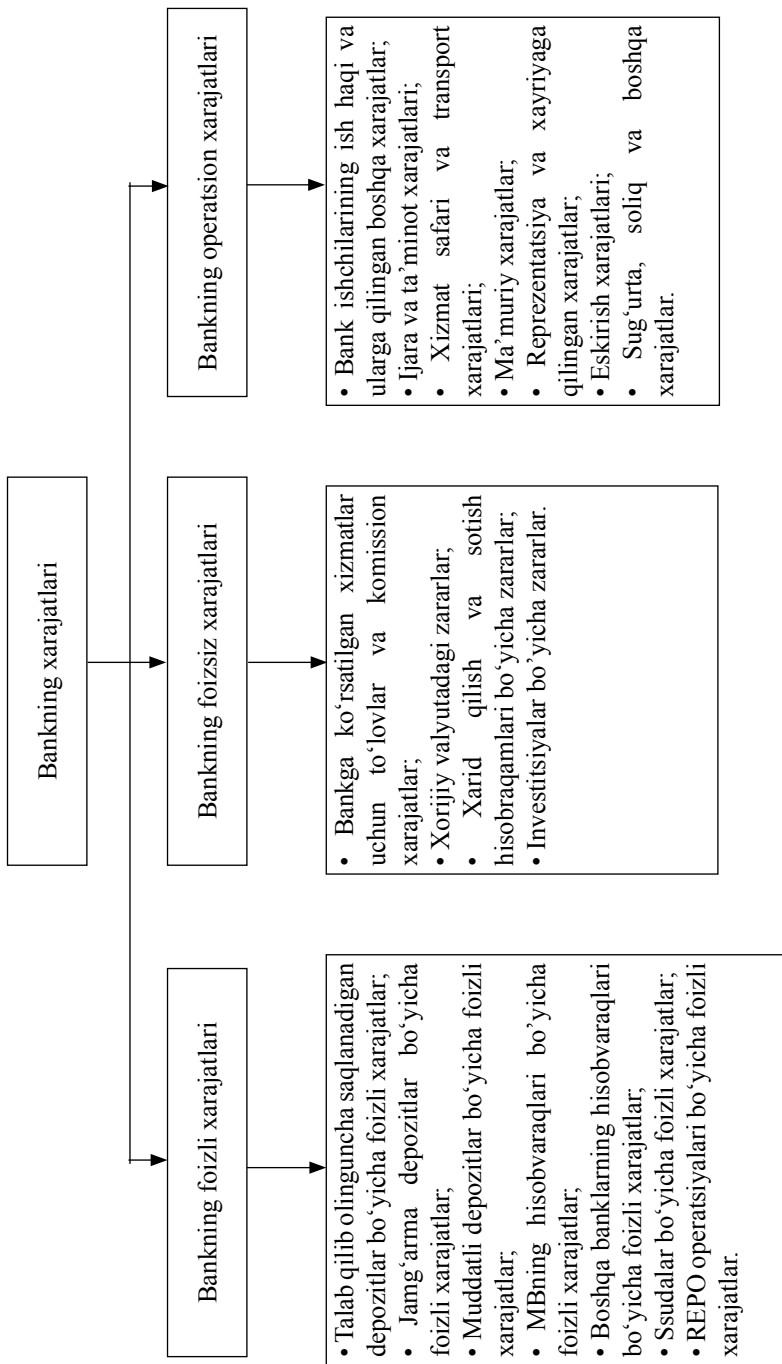 Bankning xarajatlari
Bankning foizli xarajatlari
• Talab qilib olinguncha saqlanadigan
depozitlar bo‘yicha foizli xarajatlar;
• Jamg‘arma depozitlar bo‘yicha
foizli xarajatlar;
• Muddatli depozitlar bo‘yicha foizli
xarajatlar;
• MBning hisobvaraqlari bo’yicha
foizli xarajatlar;
• Boshqa banklarning hisobvaraqlari
bo‘yicha foizli xarajatlar;
• Ssudalar bo‘yicha foizli xarajatlar;
• REPO operatsiyalari bo‘yicha foizli
xarajatlar.
Bankning foizsiz xarajatlari
• Bankga ko‘rsatilgan xizmatlar
uchun to‘lovlar va komission
xarajatlar;
• Xorijiy valyutadagi zararlar;
• Xarid qilish va sotish
hisobraqamlari bo‘yicha zararlar;
• Investitsiyalar bo’yicha zararlar.
Bankning operatsion xarajatlari
• Bank ishchilarining ish haqi va
ularga qilingan boshqa xarajatlar;
• Ijara va ta’minot xarajatlari;
• Xizmat safari va transport
xarajatlari;
• Ma’muriy xarajatlar;
• Reprezentatsiya va xayriyaga
qilingan xarajatlar;
• Eskirish xarajatlari;
• Sug‘urta, soliq va boshqa
xarajatlar.